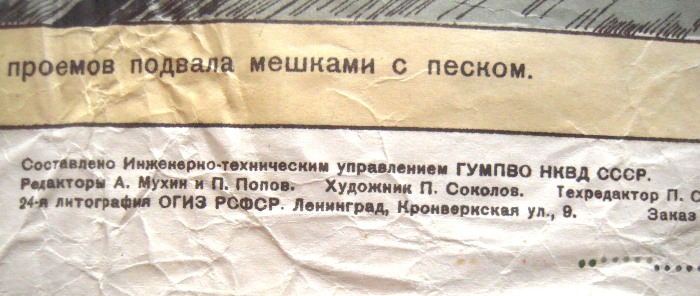 проемов подвала мешками с песком.
Составлено Инженерно-техническим управлением ГУМПВО НКВД СССР.
Редакторы А. Мухин и П. Попов. Художник П. Соколов. Техредактор П. С
24-я литография ОГИЗ РСФСР. Ленинград, Кронверкская ул., 9. Заказ